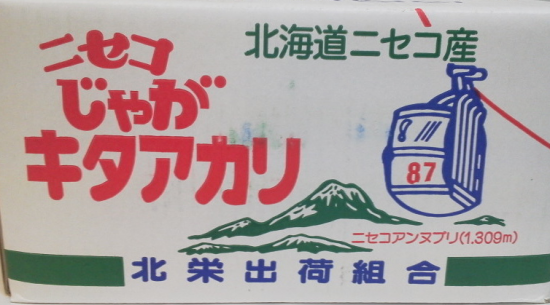 ニセコ
じゃが
キタアカリ
北海道ニセコ産
87
ニセコアンヌプリ(1.309m)
北栄出荷組合